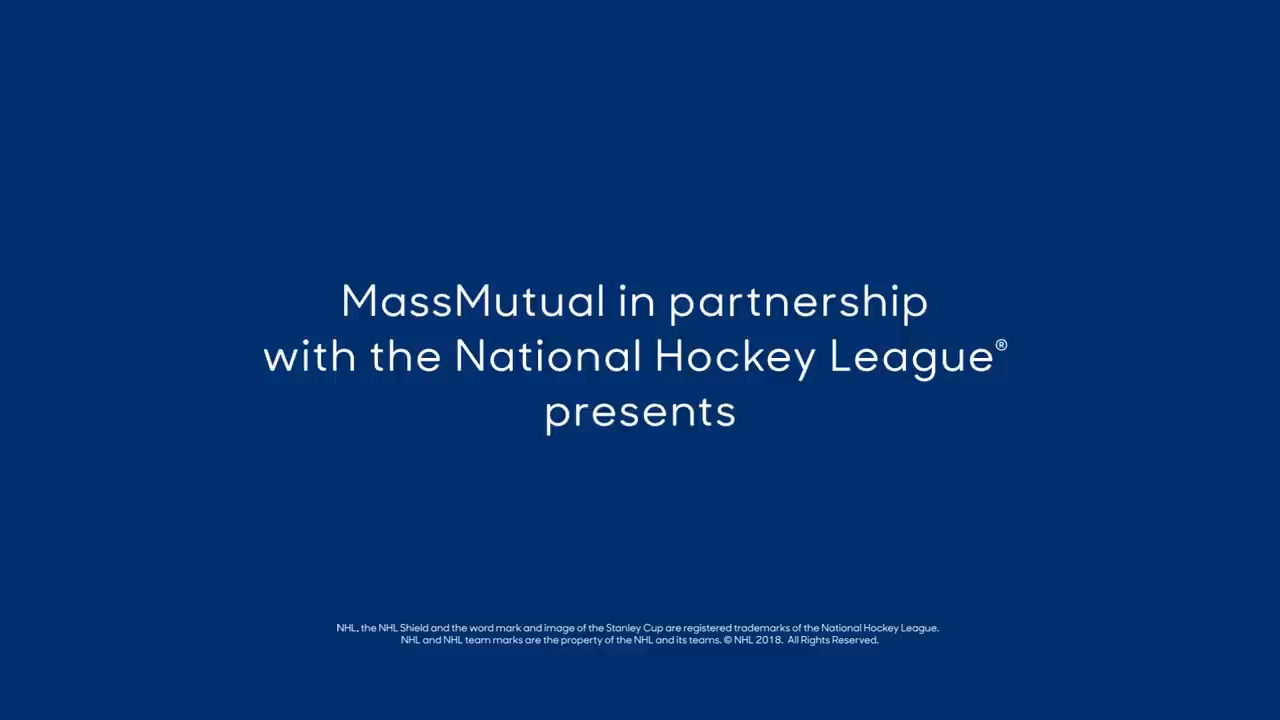 MassMutual in partnership
with the National Hockey League®
presents
NHL, the NHL Shield and the word mark and image of the Stanley Cup are registered trademarks of the National Hockey League.
NHL and NHL team marks are the property of the NHL and its teams. © NHL 2018. All Rights Reserved.